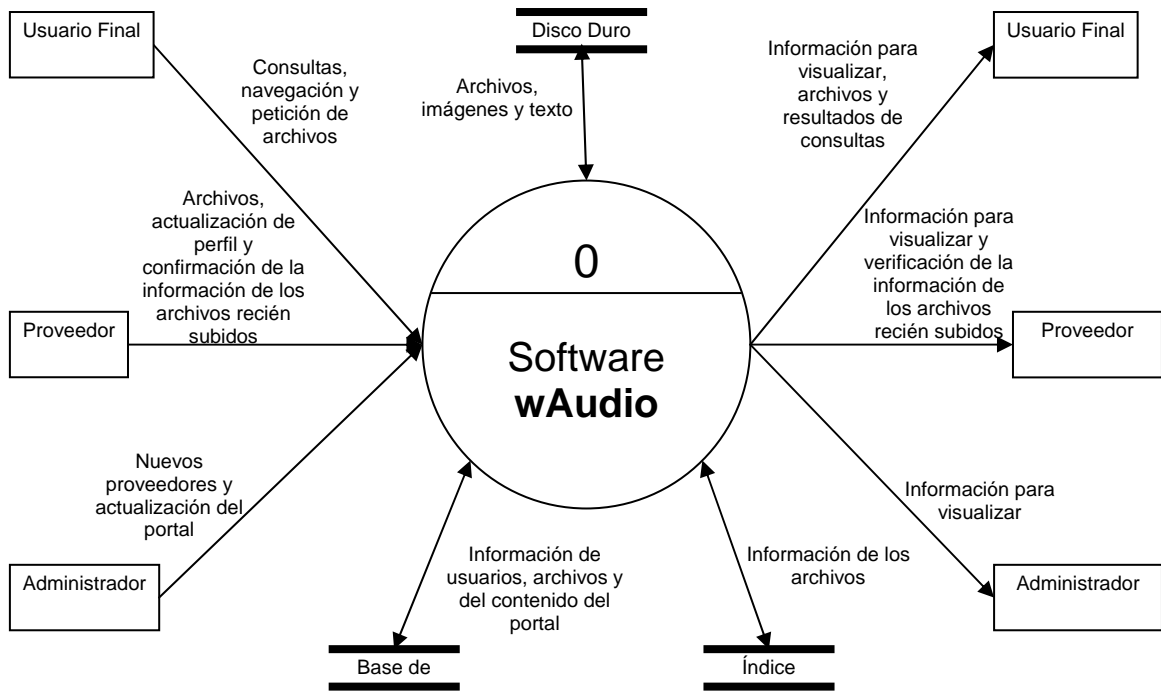 Usuario Final
Consultas,
navegación y
petición de
archivos
Disco Duro
Archivos,
imágenes y texto
Información para
visualizar,
archivos y
resultados de
consultas
Usuario Final
Archivos,
actualización de
perfil y
confirmación de la
información de los
archivos recién
subidos
Proveedor
0
Software
wAudio
Información para
visualizar y
verificación de la
información de
los archivos
recién subidos
Proveedor
Nuevos
proveedores y
actualización del
portal
Administrador
Información de
usuarios, archivos y
del contenido del
portal
Base de
Información de los
archivos
Índice
Información para
visualizar
Administrador